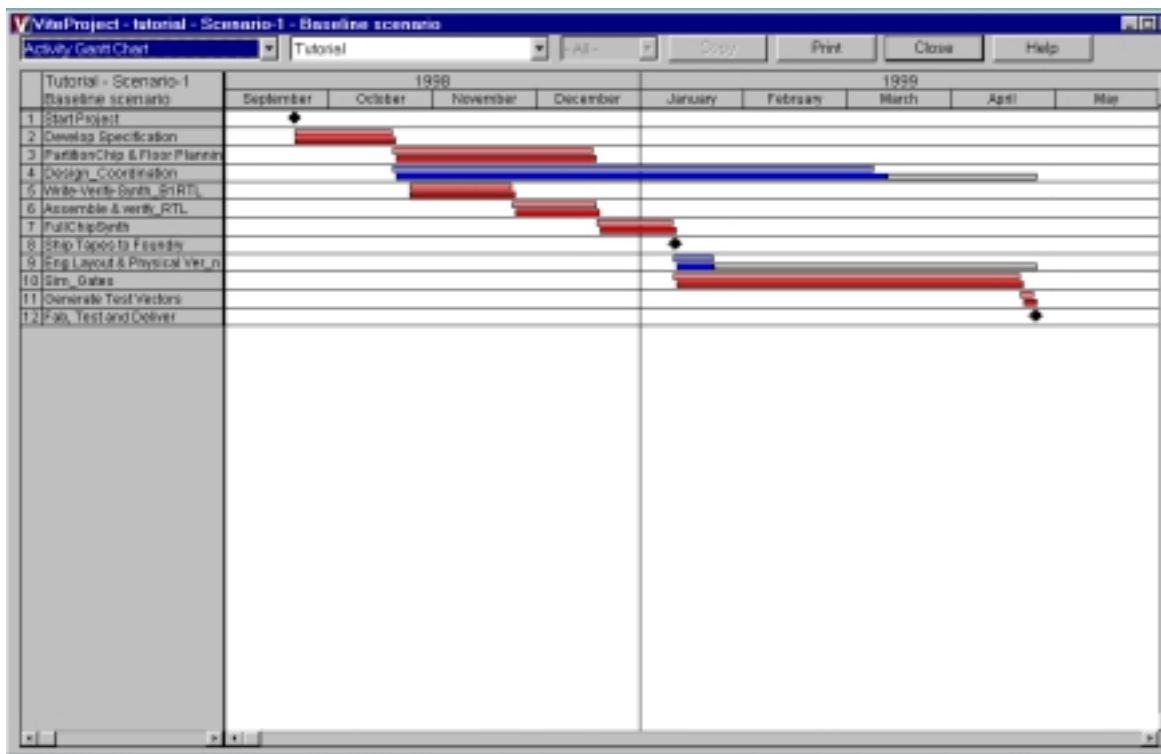 ViteProject - tutorial - Scenario-1 - Baseline scenario
Activity Gantt Chart Tutorial - All - Copy Print Close Help
Tutorial - Scenario-1 1998 1999
Baseline scenario September October November December January February March April May
1 Start Project
2 Develop Specification
3 PartitionChip & Floor Plannin
4 Design_Coordination
5 Write-Verify-Synth_B1RTL
6 Assemble & verify_RTL
7 FullChipSynth
8 Ship Tapes to Foundry
9 Eng Layout & Physical Ver_n
10 Sim_Gates
11 Generate Test Vectors
12 Fab, Test and Deliver